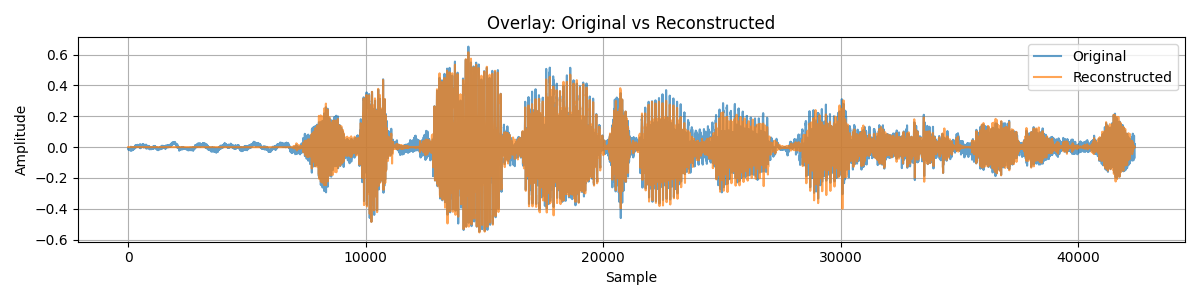 Overlay: Original vs Reconstructed
Original
Reconstructed
Amplitude
0.6
0.4
0.2
0.0
−0.2
−0.4
−0.6
0
10000
20000
30000
40000
Sample